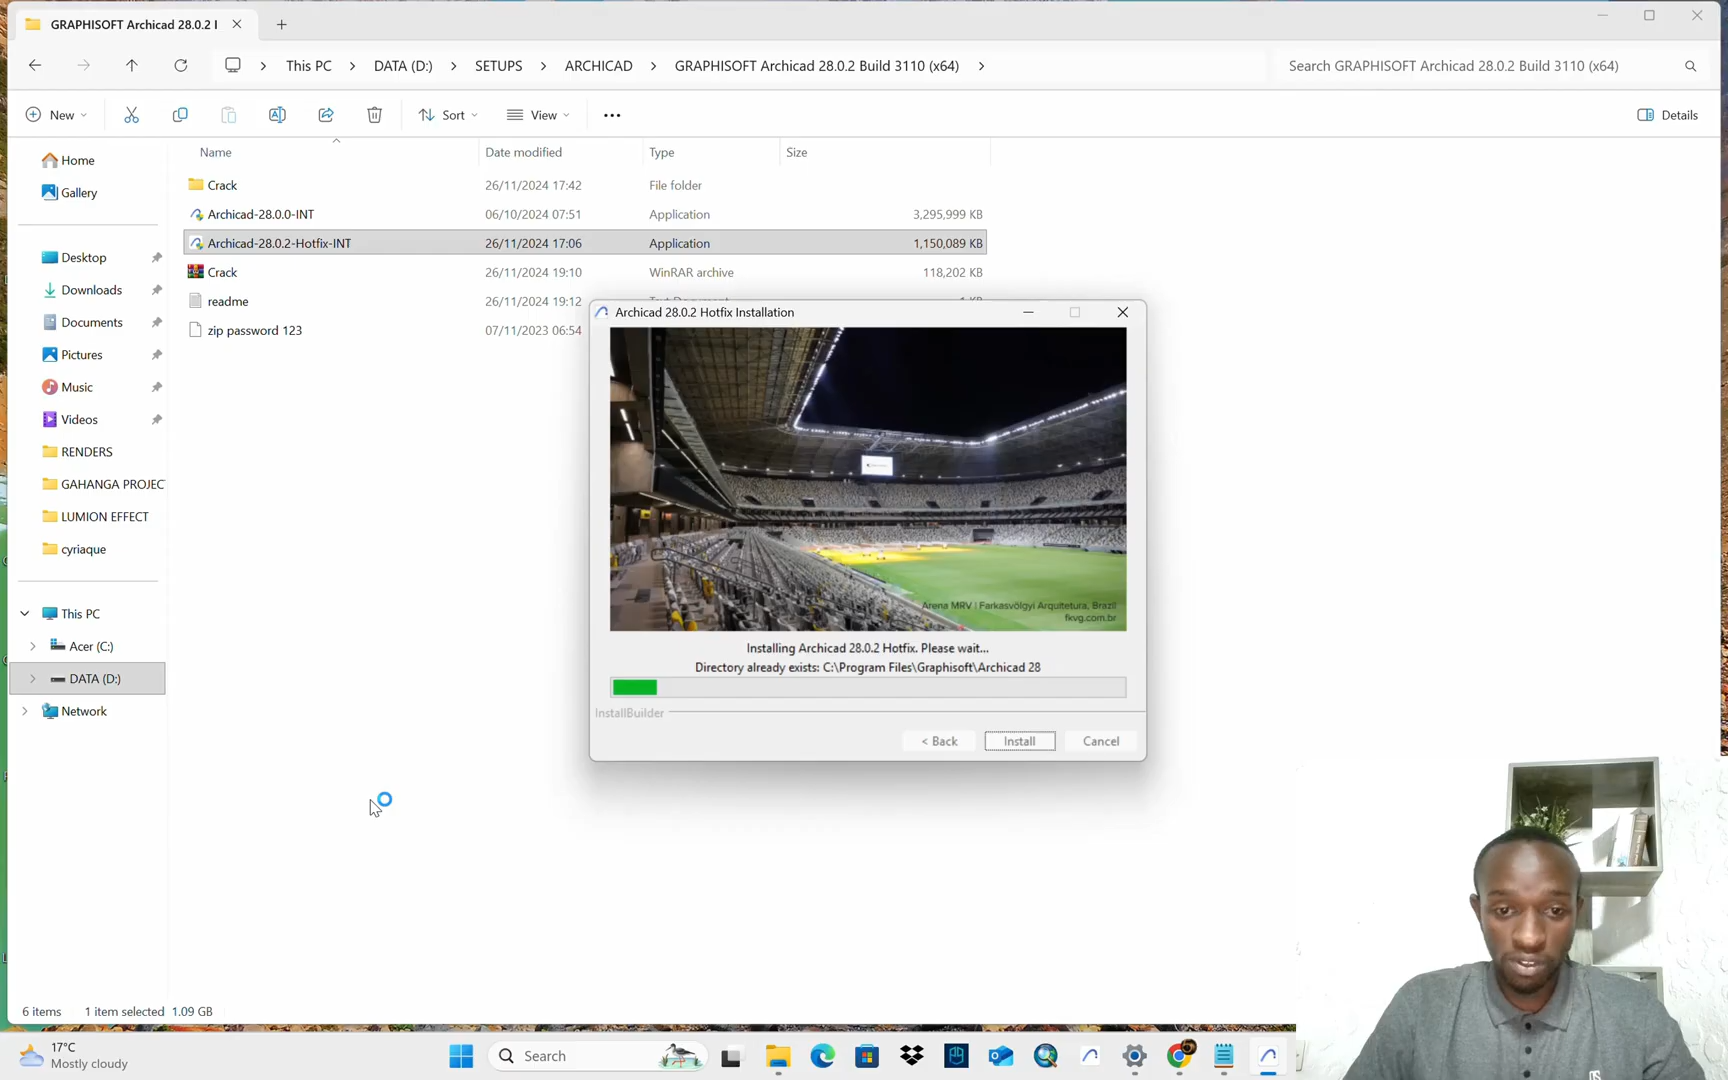 GRAPHISOFT Archicad 28.0.2 I
This PC > DATA (D:) > SETUPS > ARCHICAD > GRAPHISOFT Archicad 28.0.2 Build 3110 (x64) >
Search GRAPHISOFT Archicad 28.0.2 Build 3110 (x64)
New
Sort
View
Details
Name Date modified Type Size
Home
Gallery
Desktop
Downloads
Documents
Pictures
Music
Videos
RENDERS
GAHANGA PROJEC
LUMION EFFECT
cyriaque
This PC
Acer (C:)
DATA (D:)
Network
Crack 26/11/2024 17:42 File folder
Archicad-28.0.0-INT 06/10/2024 07:51 Application 3,295,999 KB
Archicad-28.0.2-Hotfix-INT 26/11/2024 17:06 Application 1,150,089 KB
Crack 26/11/2024 19:10 WinRAR archive 118,202 KB
readme 26/11/2024 19:12
zip password 123 07/11/2023 06:54
Archicad 28.0.2 Hotfix Installation
Arena MRV | Farkasvölgyi Arquitetura, Brazil
fkvg.com.br
Installing Archicad 28.0.2 Hotfix. Please wait...
Directory already exists: C:\Program Files\Graphisoft\Archicad 28
InstallBuilder
< Back
Install
Cancel
6 items 1 item selected 1.09 GB
17°C
Mostly cloudy
Search